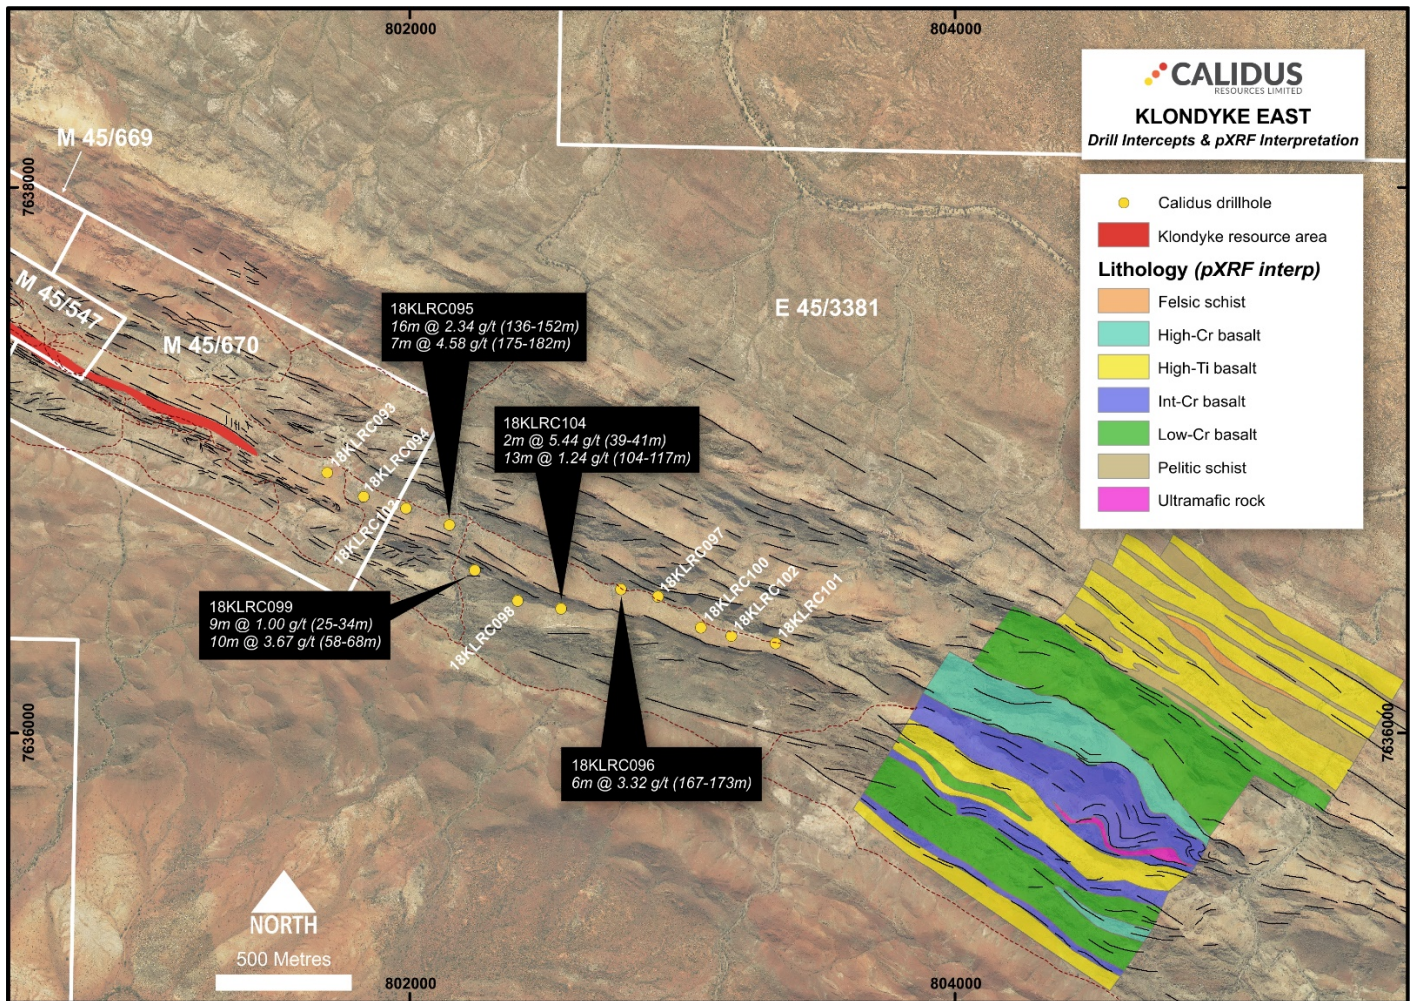 802000
804000
CALIDUS
RESOURCES LIMITED
KLONDYKE EAST
Drill Intercepts & pXRF Interpretation
M 45/669
7638000
Calidus drillhole
Klondyke resource area
Lithology (pXRF interp)
Felsic schist
High-Cr basalt
High-Ti basalt
Int-Cr basalt
Low-Cr basalt
Pelitic schist
Ultramafic rock
M 45/547
M 45/670
E 45/3381
18KLRC095
16m @ 2.34 g/t (136-152m)
7m @ 4.58 g/t (175-182m)
18KLRC104
2m @ 5.44 g/t (39-41m)
13m @ 1.24 g/t (104-117m)
18KLRC093
18KLRC094
18KLRC103
18KLRC097
18KLRC100
18KLRC102
18KLRC101
18KLRC099
9m @ 1.00 g/t (25-34m)
10m @ 3.67 g/t (58-68m)
18KLRC098
7636000
7636000
18KLRC096
6m @ 3.32 g/t (167-173m)
NORTH
500 Metres
802000
804000